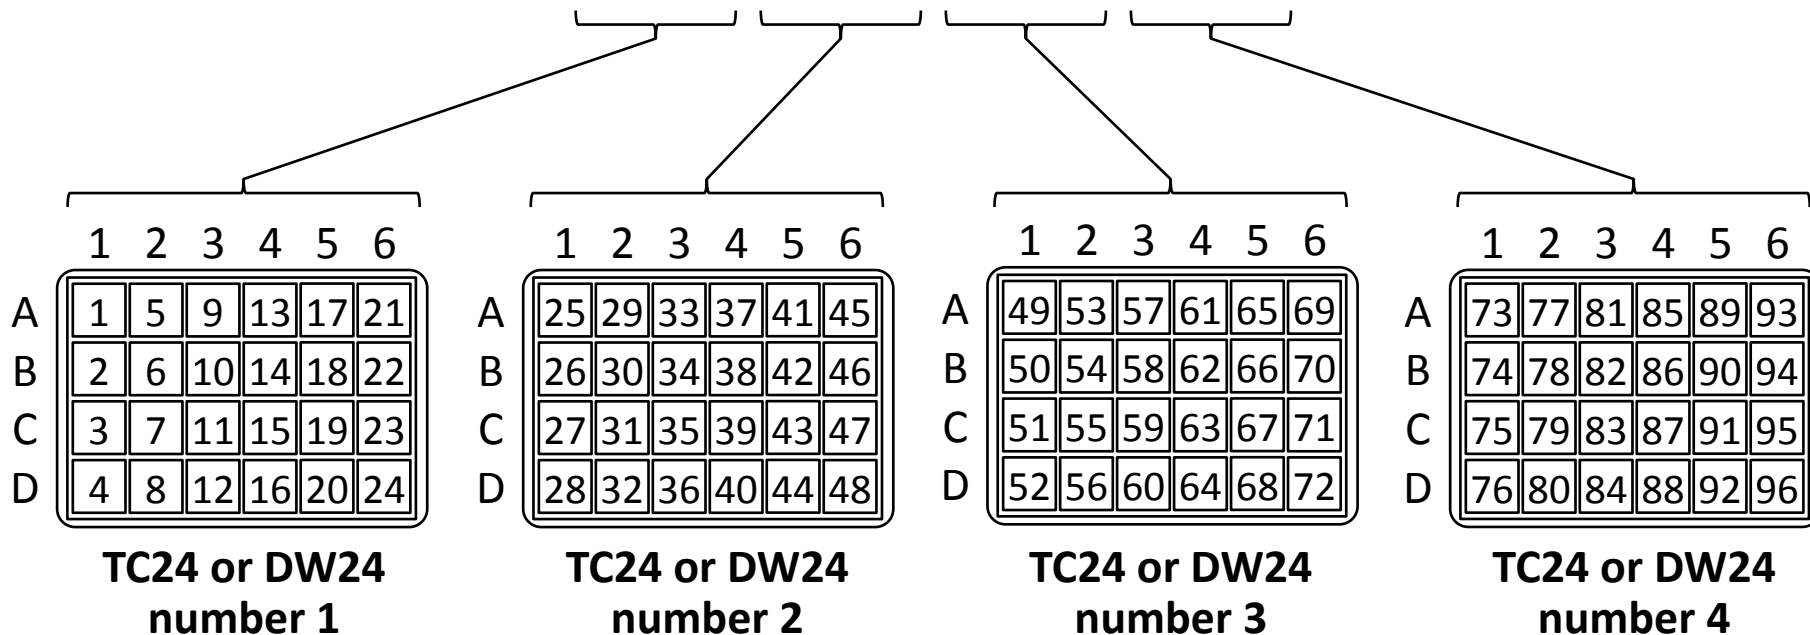 1 2 3 4 5 6
A 1 5 9 13 17 21
B 2 6 10 14 18 22
C 3 7 11 15 19 23
D 4 8 12 16 20 24
TC24 or DW24
number 1
1 2 3 4 5 6
A 25 29 33 37 41 45
B 26 30 34 38 42 46
C 27 31 35 39 43 47
D 28 32 36 40 44 48
TC24 or DW24
number 2
1 2 3 4 5 6
A 49 53 57 61 65 69
B 50 54 58 62 66 70
C 51 55 59 63 67 71
D 52 56 60 64 68 72
TC24 or DW24
number 3
1 2 3 4 5 6
A 73 77 81 85 89 93
B 74 78 82 86 90 94
C 75 79 83 87 91 95
D 76 80 84 88 92 96
TC24 or DW24
number 4